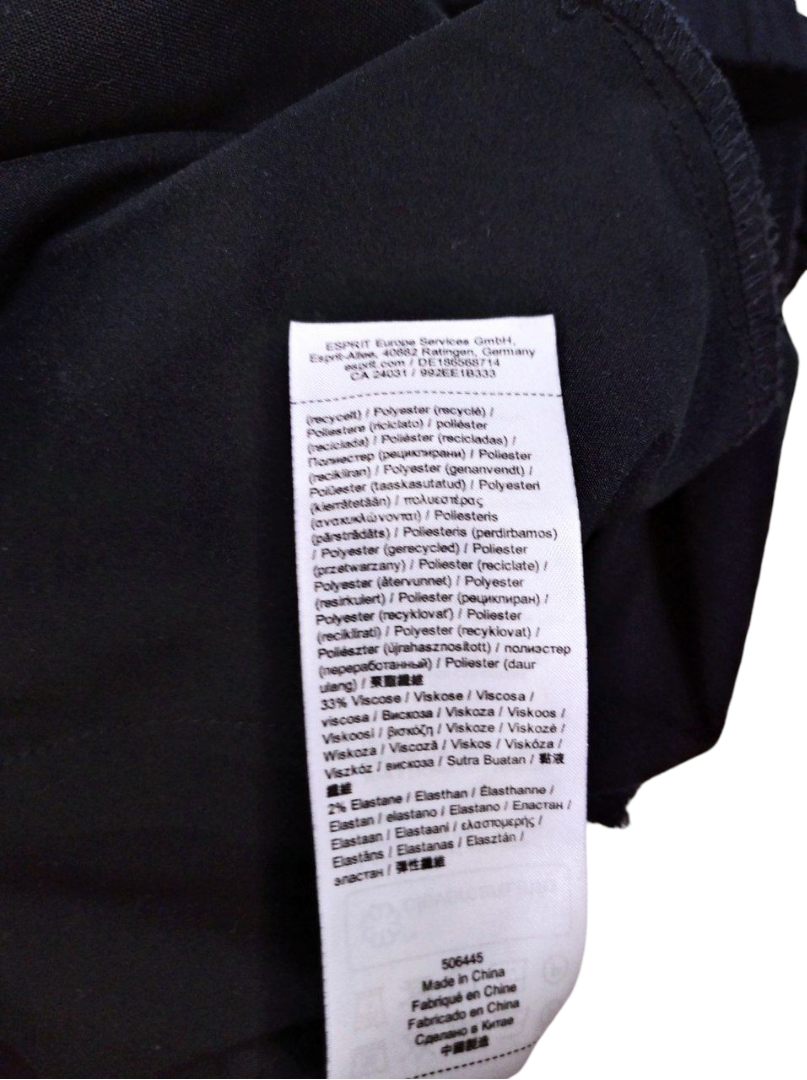 ESPRIT Europe Services GmbH,
Esprit-Allee, 40882 Ratingen, Germany
esprit.com / DE186568714
CA 24031 / 992EE1B333
(recycelt) / Polyester (recyclé) /
Poliestere (riciclato) / poliéster
(reciclada) / Poliéster (recicladas) /
Полиестер (рециклирани) / Poliester
(recikliran) / Polyester (genanvendt) /
Polüester (taaskasutatud) / Polyesteri
(kierrätetään) / πολυεστέρας
(ανακυκλώνονται) / Poliesteris
(pārstrādāts) / Poliesteris (perdirbamos)
/ Polyester (gerecycled) / Poliester
(przetwarzany) / Poliester (reciclate) /
Polyester (återvunnet) / Polyester
(resirkulert) / Poliester (рециклиран) /
Polyester (recyklovať) / Poliester
(reciklirati) / Polyester (recyklovat) /
Poliészter (újrahasznosított) / полиэстер
(переработанный) / Poliester (daur
ulang) / 聚酯纖維
33% Viscose / Viskose / Viscosa /
viscosa / Вискоза / Viskoza / Viskoos /
Viskoosi / βισκόζη / Viskoze / Viskozė /
Wiskoza / Viscoză / Viskos / Viskóza /
Viszkóz / вискоза / Sutra Buatan / 黏液
纖維
2% Elastane / Elasthan / Élasthanne /
Elastan / elastano / Elastano / Еластан /
Elastaan / Elastaani / ελαστομερής /
Elastāns / Elastanas / Elasztán /
эластан / 彈性纖維
506445
Made in China
Fabriqué en Chine
Fabricado en China
Сделано в Китае
中國製造